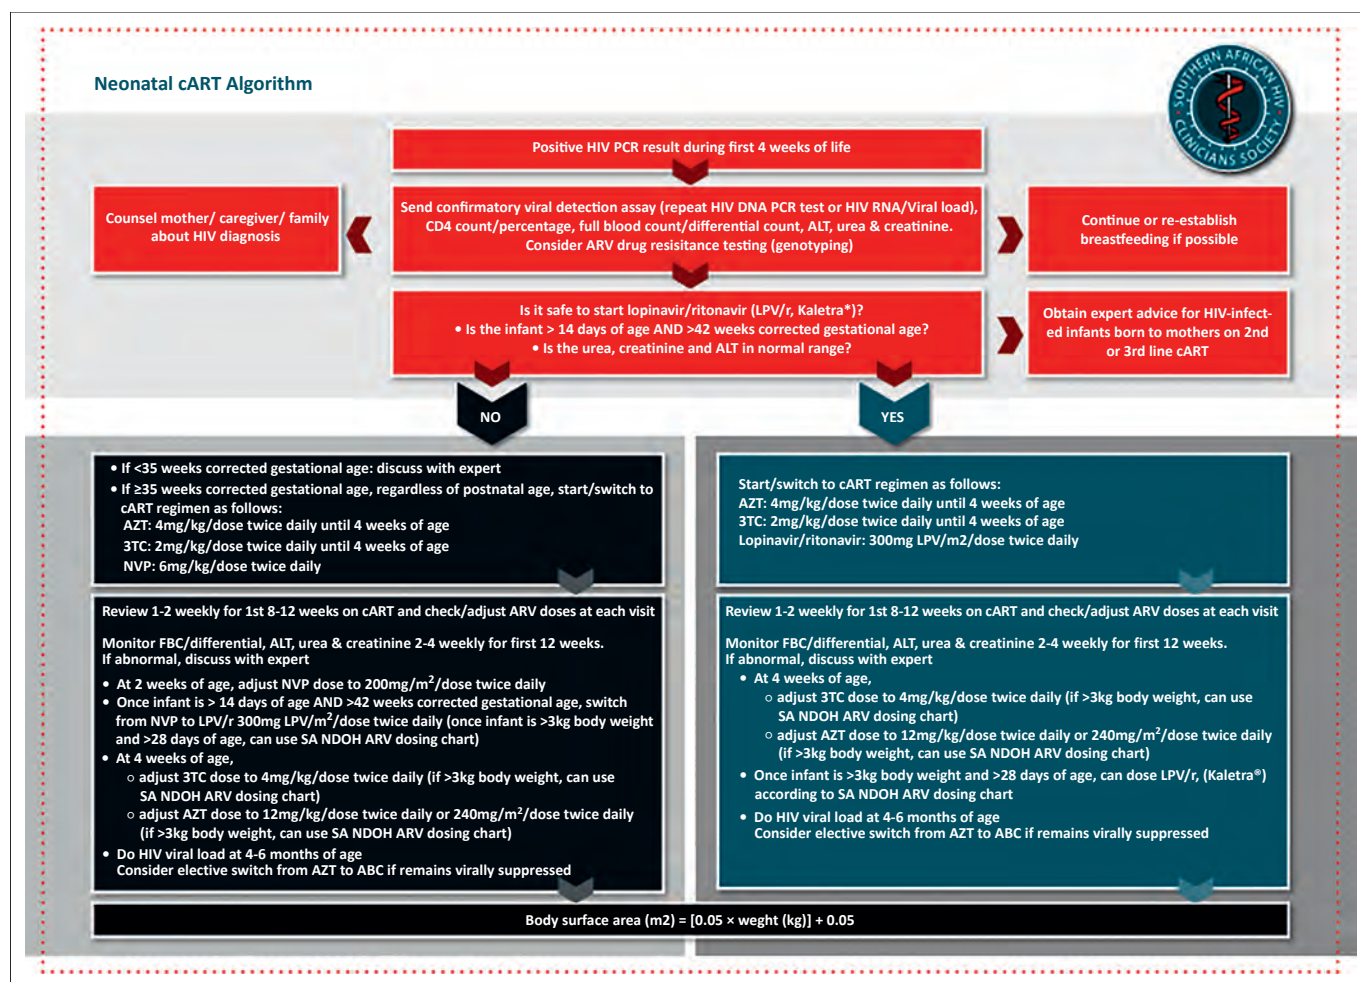 Neonatal cART Algorithm
SOUTHERN AFRICAN HIV
CLINICIANS SOCIETY
Positive HIV PCR result during first 4 weeks of life
Counsel mother/ caregiver/ family
about HIV diagnosis
Send confirmatory viral detection assay (repeat HIV DNA PCR test or HIV RNA/Viral load),
CD4 count/percentage, full blood count/differential count, ALT, urea & creatinine.
Consider ARV drug resisitance testing (genotyping)
Continue or re-establish
breastfeeding if possible
Is it safe to start lopinavir/ritonavir (LPV/r, Kaletra*)?
• Is the infant > 14 days of age AND >42 weeks corrected gestational age?
• Is the urea, creatinine and ALT in normal range?
Obtain expert advice for HIV-infect-
ed infants born to mothers on 2nd
or 3rd line cART
NO
YES
• If <35 weeks corrected gestational age: discuss with expert
• If ≥35 weeks corrected gestational age, regardless of postnatal age, start/switch to
cART regimen as follows:
AZT: 4mg/kg/dose twice daily until 4 weeks of age
3TC: 2mg/kg/dose twice daily until 4 weeks of age
NVP: 6mg/kg/dose twice daily
Start/switch to cART regimen as follows:
AZT: 4mg/kg/dose twice daily until 4 weeks of age
3TC: 2mg/kg/dose twice daily until 4 weeks of age
Lopinavir/ritonavir: 300mg LPV/m2/dose twice daily
Review 1-2 weekly for 1st 8-12 weeks on cART and check/adjust ARV doses at each visit
Monitor FBC/differential, ALT, urea & creatinine 2-4 weekly for first 12 weeks.
If abnormal, discuss with expert
• At 2 weeks of age, adjust NVP dose to 200mg/m²/dose twice daily
• Once infant is > 14 days of age AND >42 weeks corrected gestational age, switch
from NVP to LPV/r 300mg LPV/m²/dose twice daily (once infant is >3kg body weight
and >28 days of age, can use SA NDOH ARV dosing chart)
• At 4 weeks of age,
○ adjust 3TC dose to 4mg/kg/dose twice daily (if >3kg body weight, can use
SA NDOH ARV dosing chart)
○ adjust AZT dose to 12mg/kg/dose twice daily or 240mg/m²/dose twice daily
(if >3kg body weight, can use SA NDOH ARV dosing chart)
• Do HIV viral load at 4-6 months of age
Consider elective switch from AZT to ABC if remains virally suppressed
Review 1-2 weekly for 1st 8-12 weeks on cART and check/adjust ARV doses at each visit
Monitor FBC/differential, ALT, urea & creatinine 2-4 weekly for first 12 weeks.
If abnormal, discuss with expert
• At 4 weeks of age,
○ adjust 3TC dose to 4mg/kg/dose twice daily (if >3kg body weight, can use
SA NDOH ARV dosing chart)
○ adjust AZT dose to 12mg/kg/dose twice daily or 240mg/m²/dose twice daily
(if >3kg body weight, can use SA NDOH ARV dosing chart)
• Once infant is >3kg body weight and >28 days of age, can dose LPV/r, (Kaletra®)
according to SA NDOH ARV dosing chart
• Do HIV viral load at 4-6 months of age
Consider elective switch from AZT to ABC if remains virally suppressed
Body surface area (m2) = [0.05 × weght (kg)] + 0.05